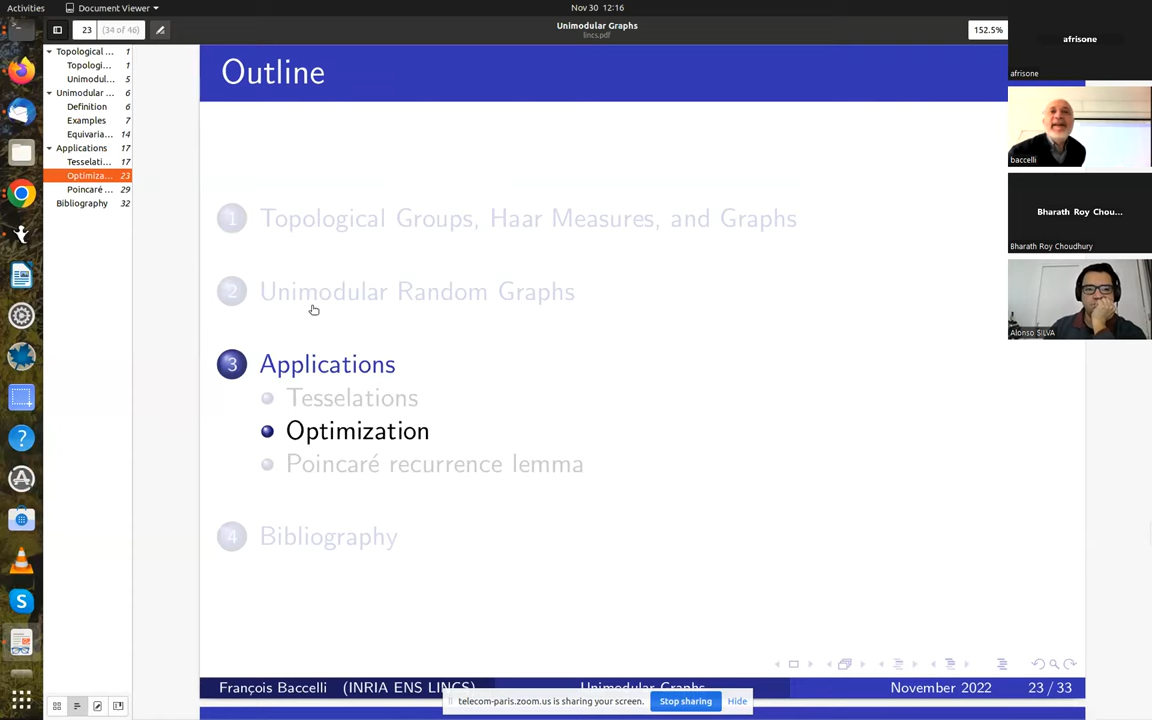 Activities
Document Viewer
Nov 30 12:16
23
(34 of 46)
Unimodular Graphs
lincs.pdf
152.5%
Topological ... 1
Topologi... 1
Unimodul... 5
Unimodular ... 6
Definition 6
Examples 7
Equivaria... 14
Applications 17
Tesselati... 17
Optimiza... 23
Poincaré ... 29
Bibliography 32
Outline
1 Topological Groups, Haar Measures, and Graphs
2 Unimodular Random Graphs
3 Applications
Tesselations
Optimization
Poincaré recurrence lemma
4 Bibliography
François Baccelli (INRIA ENS LINCS)
Unimodular Graphs
November 2022
23 / 33
telecom-paris.zoom.us is sharing your screen.
Stop sharing
Hide
afrisone
afrisone
baccelli
Bharath Roy Chou...
Bharath Roy Choudhury
Alonso SILVA